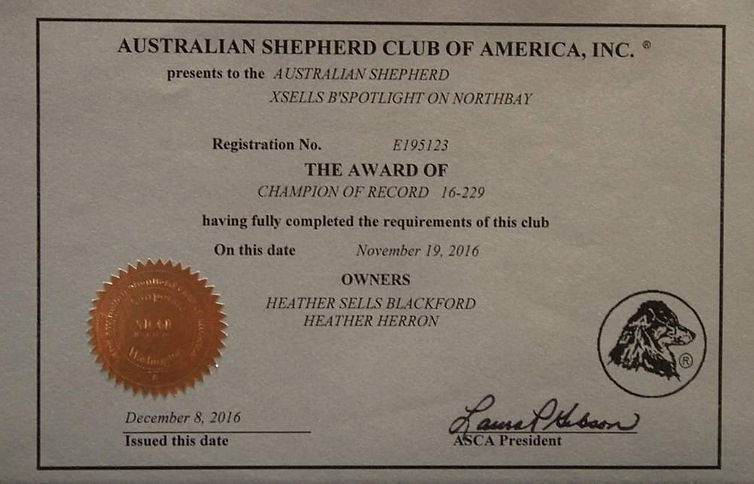 AUSTRALIAN SHEPHERD CLUB OF AMERICA, INC. ®
presents to the AUSTRALIAN SHEPHERD
XSELLS B'SPOTLIGHT ON NORTHBAY
Registration No. E195123
THE AWARD OF
CHAMPION OF RECORD 16-229
having fully completed the requirements of this club
On this date November 19, 2016
OWNERS
HEATHER SELLS BLACKFORD
HEATHER HERRON
®
December 8, 2016
Issued this date
Laura P Hebson
ASCA President